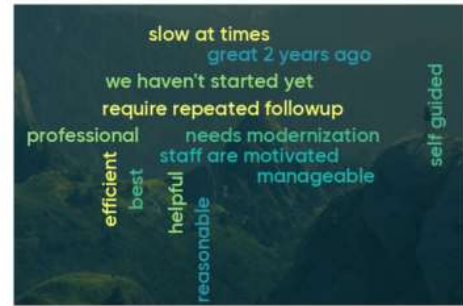 slow at times
great 2 years ago
we haven't started yet
require repeated followup
self guided
professional
needs modernization
staff are motivated
manageable
efficient
best
helpful
reasonable